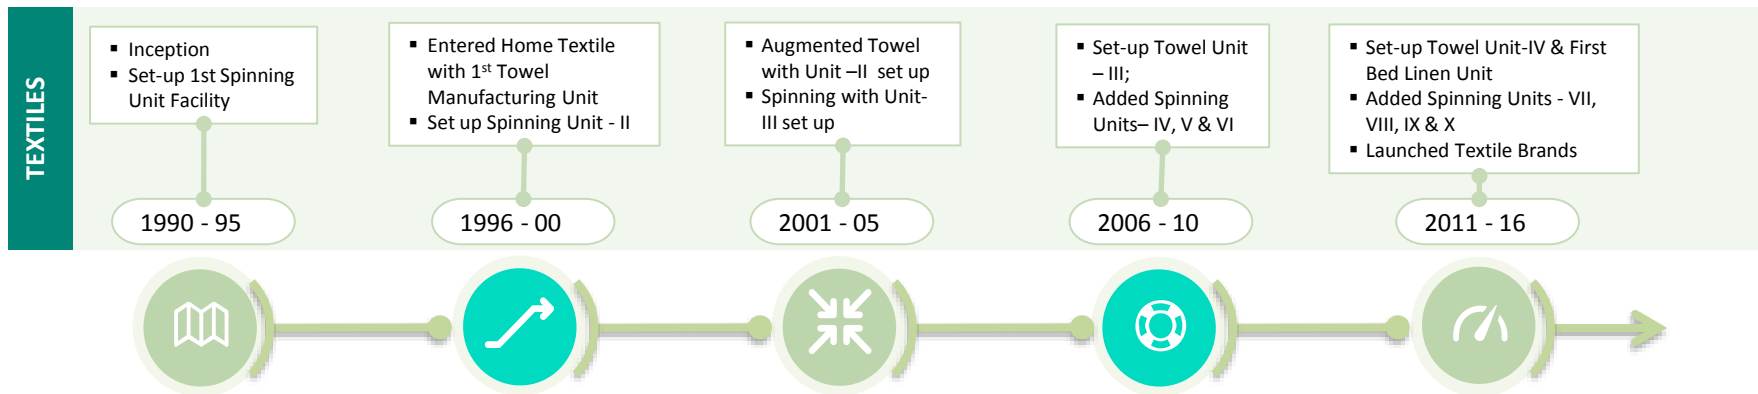 TEXTILES
▪ Inception
▪ Set-up 1st Spinning
Unit Facility
1990 - 95
▪ Entered Home Textile
with 1st Towel
Manufacturing Unit
▪ Set up Spinning Unit - II
1996 - 00
▪ Augmented Towel
with Unit –II set up
▪ Spinning with Unit-
III set up
2001 - 05
▪ Set-up Towel Unit
– III;
▪ Added Spinning
Units– IV, V & VI
2006 - 10
▪ Set-up Towel Unit-IV & First
Bed Linen Unit
▪ Added Spinning Units - VII,
VIII, IX & X
▪ Launched Textile Brands
2011 - 16